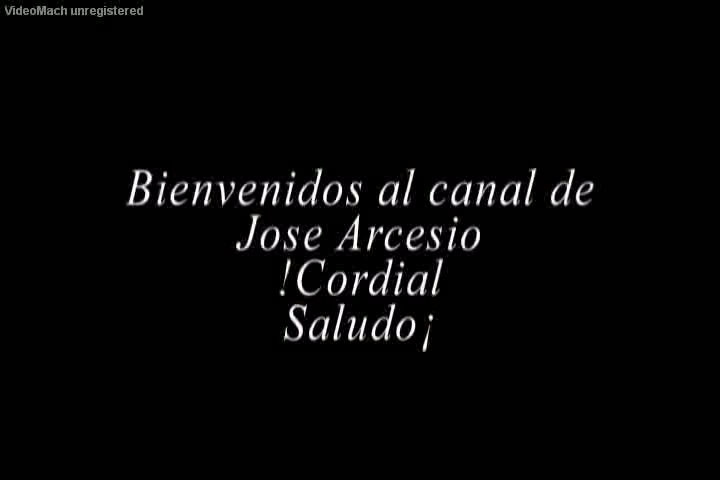 VideoMach unregistered
Bienvenidos al canal de
Jose Arcesio
!Cordial
Saludo¡